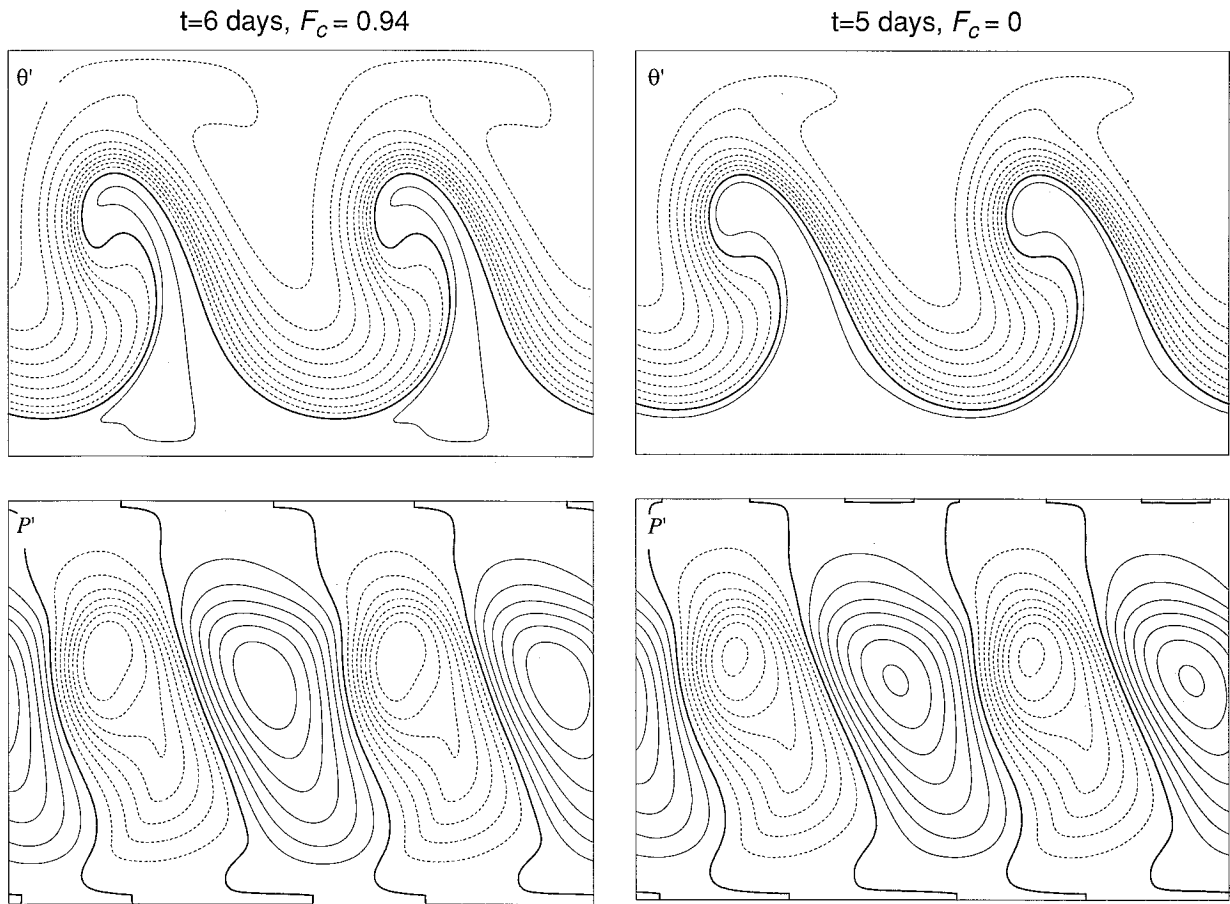 t=6 days, F_c = 0.94
t=5 days, F_c = 0
θ'
θ'
P'
P'